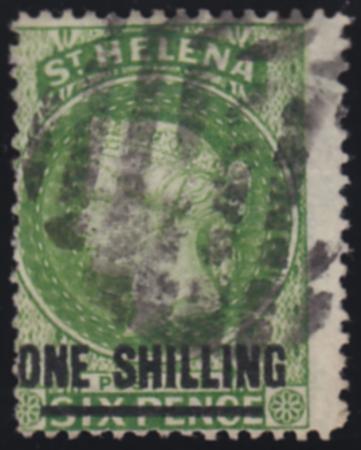 ST HELENA
ONE SHILLING
SIX PENCE